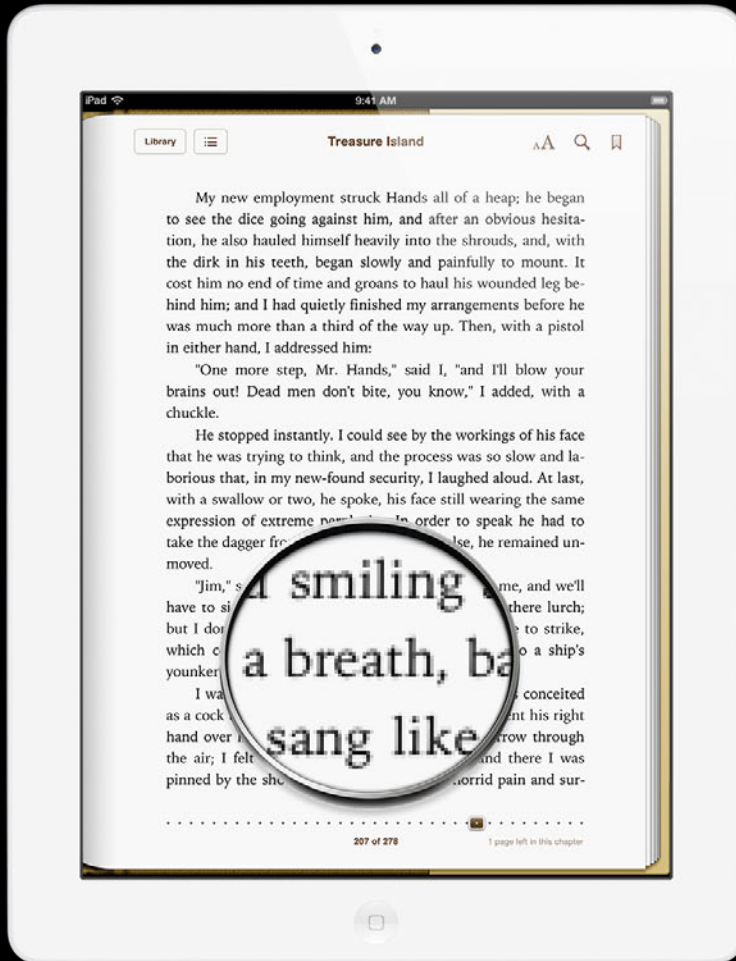 iPad
9:41 AM
Library
Treasure Island
AA
My new employment struck Hands all of a heap; he began
to see the dice going against him, and after an obvious hesita-
tion, he also hauled himself heavily into the shrouds, and, with
the dirk in his teeth, began slowly and painfully to mount. It
cost him no end of time and groans to haul his wounded leg be-
hind him; and I had quietly finished my arrangements before he
was much more than a third of the way up. Then, with a pistol
in either hand, I addressed him:
"One more step, Mr. Hands," said I, "and I'll blow your
brains out! Dead men don't bite, you know," I added, with a
chuckle.
He stopped instantly. I could see by the workings of his face
that he was trying to think, and the process was so slow and la-
borious that, in my new-found security, I laughed aloud. At last,
with a swallow or two, he spoke, his face still wearing the same
expression of extreme In order to speak he had to
take the dagger else, he remained un-
moved.
"Jim," me, and we'll
have to there lurch;
but I to strike,
which a ship's
younker
I conceited
as a cock his right
hand over through
the air; I felt and there I was
pinned by the pain and sur-
smiling
a breath,
sang like
207 of 278
1 page left in this chapter